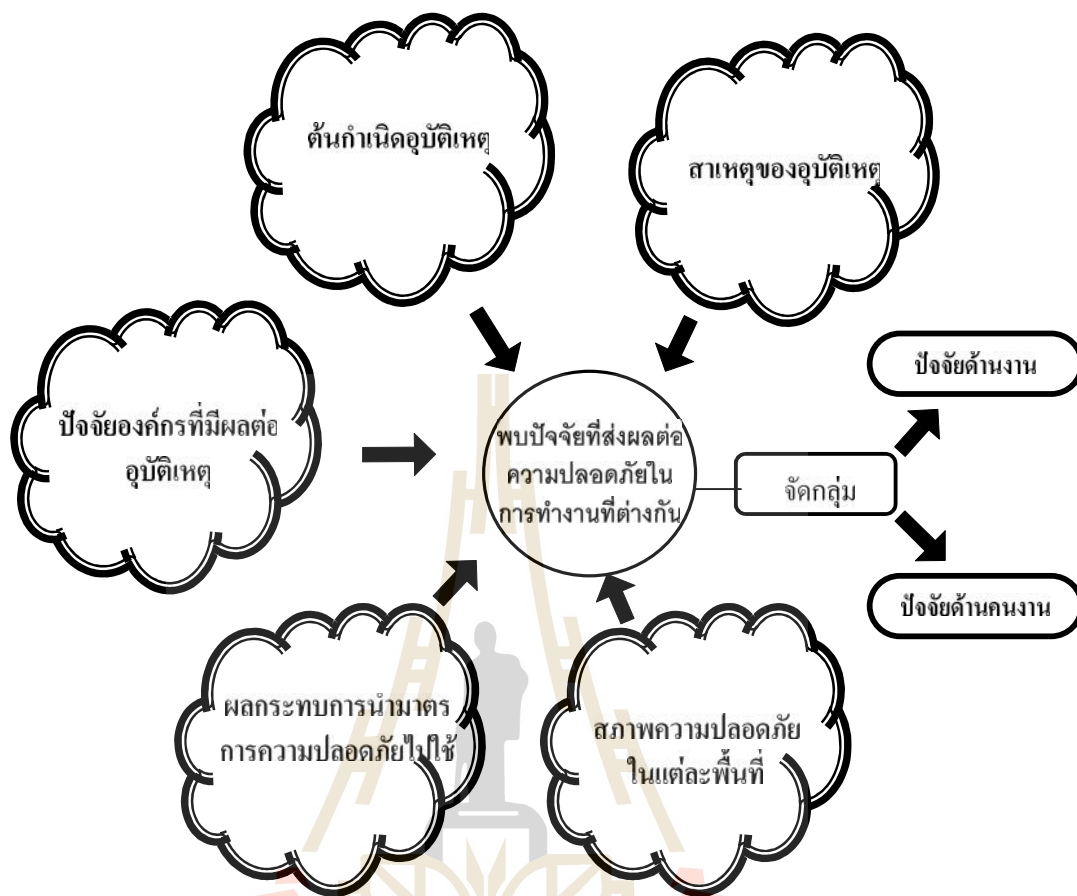 ต้นกำเนิดอุบัติเหตุ
สาเหตุของอุบัติเหตุ
ปัจจัยองค์กรที่มีผลต่อ
อุบัติเหตุ
พบปัจจัยที่ส่งผลต่อ
ความปลอดภัยใน
การทำงานที่ต่างกัน
จัดกลุ่ม
ปัจจัยด้านงาน
ปัจจัยด้านคนงาน
ผลกระทบการนำมาตร
การความปลอดภัยไปใช้
สภาพความปลอดภัย
ในแต่ละพื้นที่